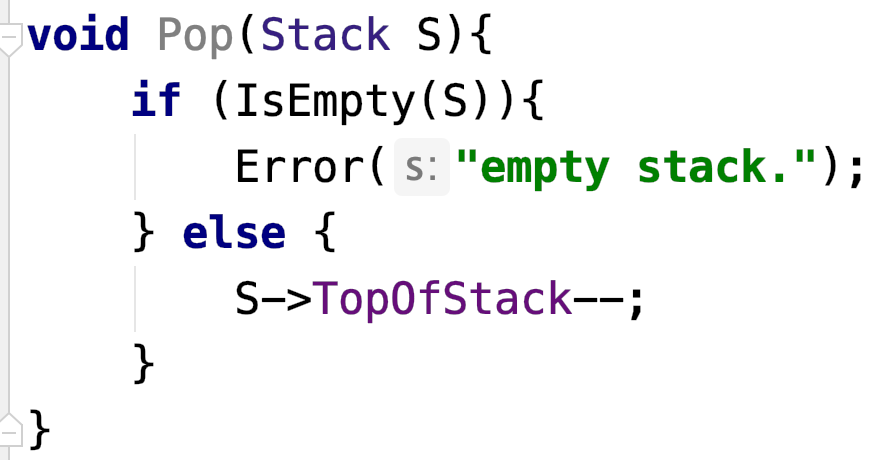 void Pop(Stack S){
    if (IsEmpty(S)){
        Error( s: "empty stack.");
    } else {
        S->TopOfStack--;
    }
}